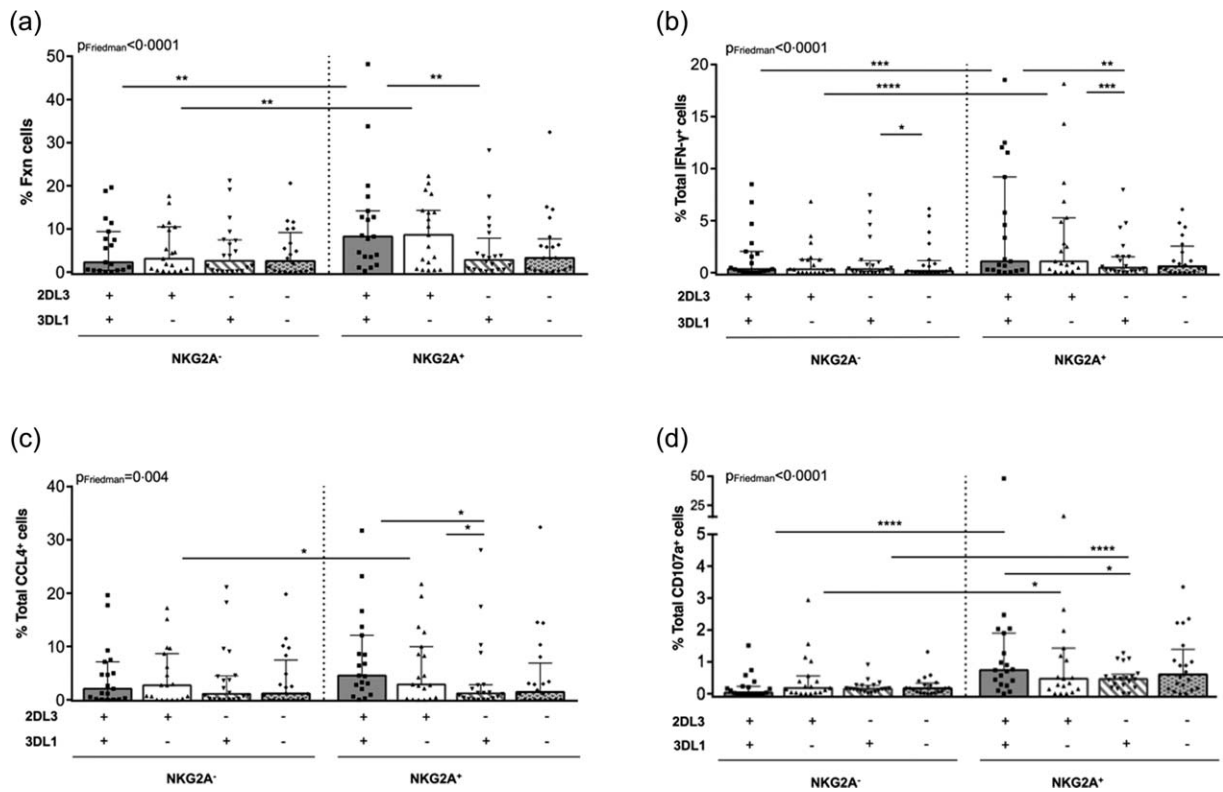 (a)
pFriedman<0·0001
% Fxn cells
50
40
30
20
10
0
** **
**
2DL3 + + - - + + - -
3DL1 + - + - + - + -
NKG2A- NKG2A+
(b)
pFriedman<0·0001
% Total IFN-γ+ cells
20
15
10
5
0
*** **
**** ***
*
2DL3 + + - - + + - -
3DL1 + - + - + - + -
NKG2A- NKG2A+
(c)
pFriedman=0·004
% Total CCL4+ cells
40
30
20
10
0
*
*
*
2DL3 + + - - + + - -
3DL1 + - + - + - + -
NKG2A- NKG2A+
(d)
pFriedman<0·0001
% Total CD107a+ cells
50
25
5
4
3
2
1
0
****
****
*
*
2DL3 + + - - + + - -
3DL1 + - + - + - + -
NKG2A- NKG2A+